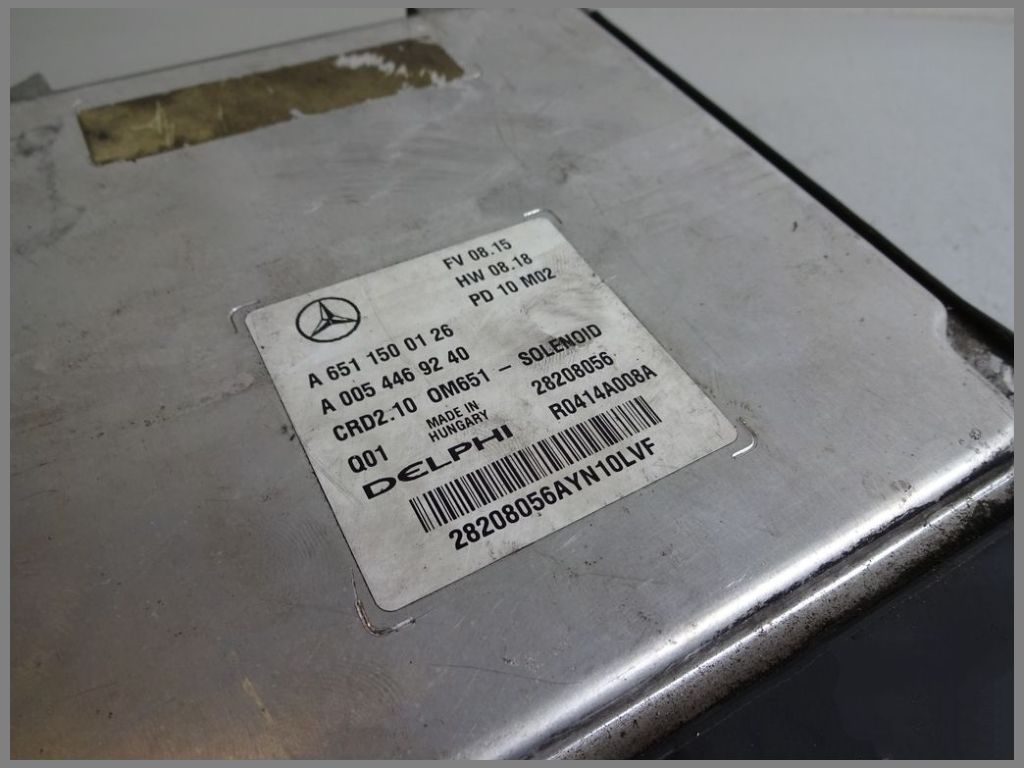 FV 08.15
HW 08.18
PD 10 M02
A 651 150 01 26
A 005 446 92 40
CRD2.10 OM651 - SOLENOID
Q01 MADE IN HUNGARY 28208056
DELPHI R0414A008A
28208056AYN10LVF